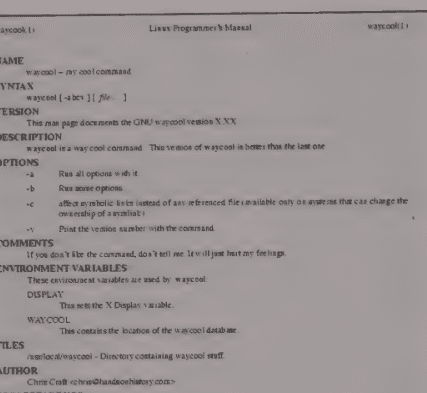 waycook(1) Linux Programmer's Manual waycook(1)
NAME
waycool – my cool command
SYNTAX
waycool [ -abcv ] [ file... ]
VERSION
This man page documents the GNU waycool version X.XX
DESCRIPTION
waycool is a way cool command. This version of waycool is better than the last one
OPTIONS
-a Run all options with it.
-b Run some options.
-c affect symbolic links instead of any referenced file (available only on systems that can change the
ownership of a symlink)
-v Print the version number with the command
COMMENTS
If you don't like the command, don't tell me. It will just hurt my feelings.
ENVIRONMENT VARIABLES
These environment variables are used by waycool:
DISPLAY
This sets the X Display variable.
WAYCOOL
This contains the location of the waycool database.
FILES
/usr/local/waycool - Directory containing waycool stuff
AUTHOR
Chris Craft <chris@handsonhistory.com>